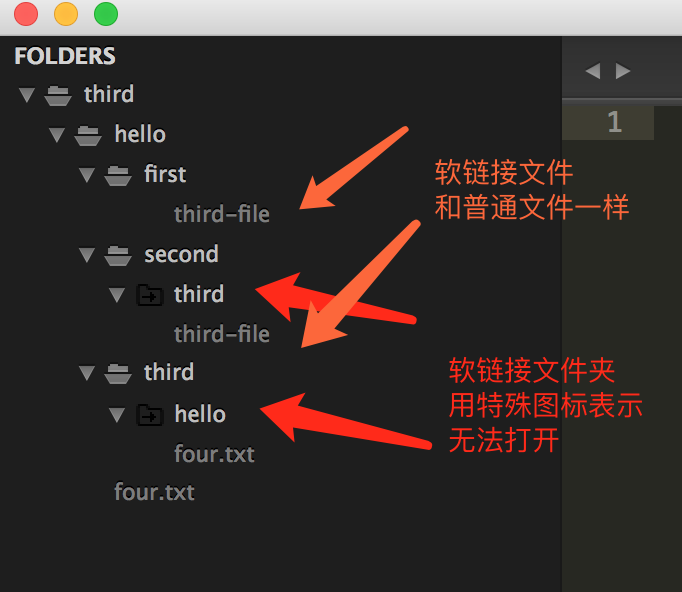 FOLDERS
third
hello
first
third-file
second
third
third-file
third
hello
four.txt
four.txt
1
软链接文件
和普通文件一样
软链接文件夹
用特殊图标表示
无法打开